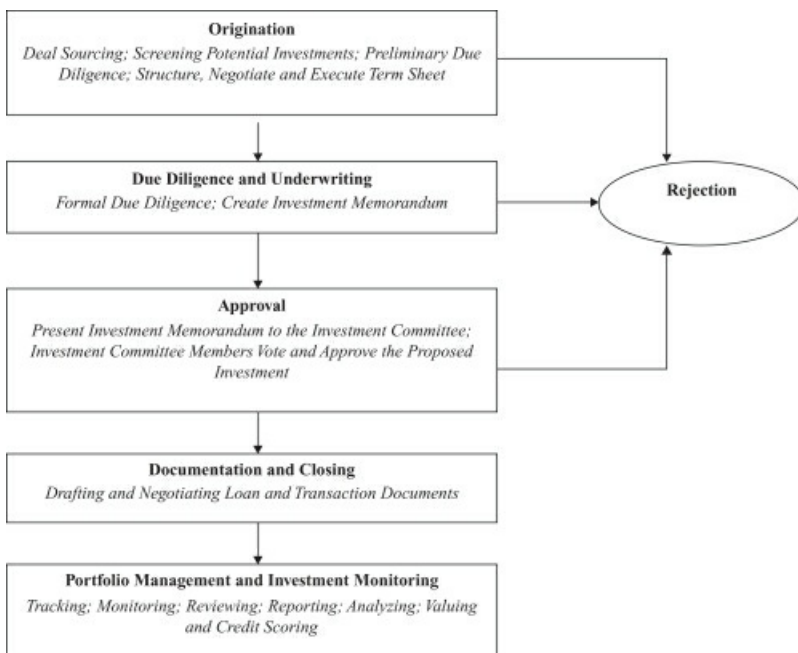 Origination
Deal Sourcing; Screening Potential Investments; Preliminary Due
Diligence; Structure, Negotiate and Execute Term Sheet
Rejection
Due Diligence and Underwriting
Formal Due Diligence; Create Investment Memorandum
Approval
Present Investment Memorandum to the Investment Committee;
Investment Committee Members Vote and Approve the Proposed
Investment
Documentation and Closing
Drafting and Negotiating Loan and Transaction Documents
Portfolio Management and Investment Monitoring
Tracking; Monitoring; Reviewing; Reporting; Analyzing; Valuing
and Credit Scoring